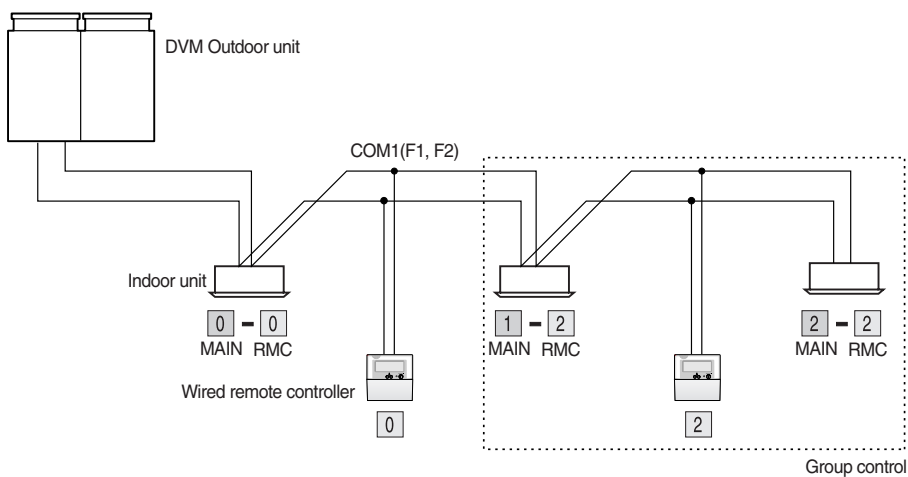 DVM Outdoor unit
COM1(F1, F2)
Indoor unit
0 - 0
MAIN RMC
1 - 2
MAIN RMC
2 - 2
MAIN RMC
Wired remote controller
0
2
Group control